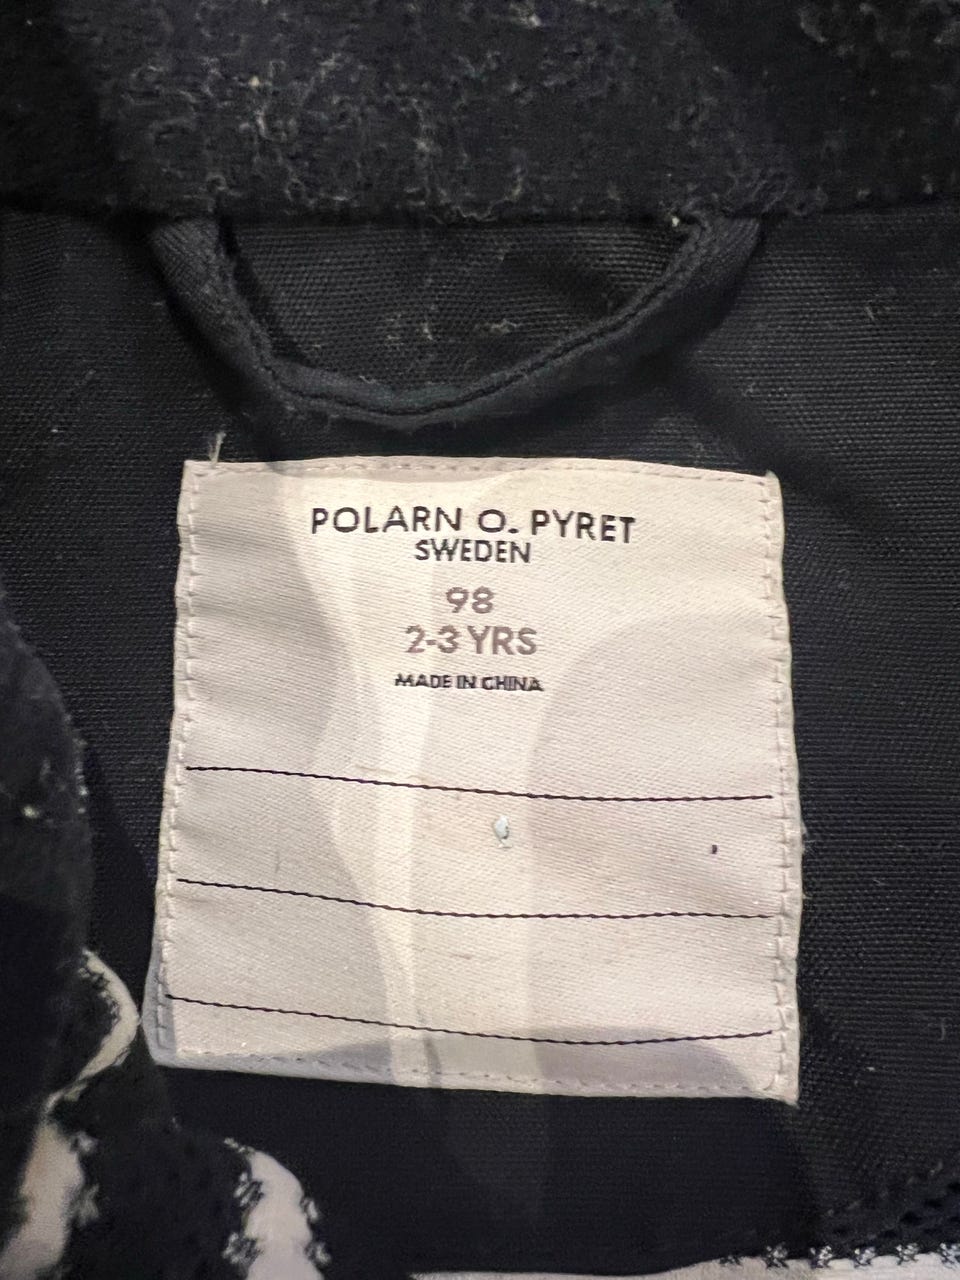 POLARN O. PYRET
SWEDEN
98
2-3 YRS
MADE IN CHINA